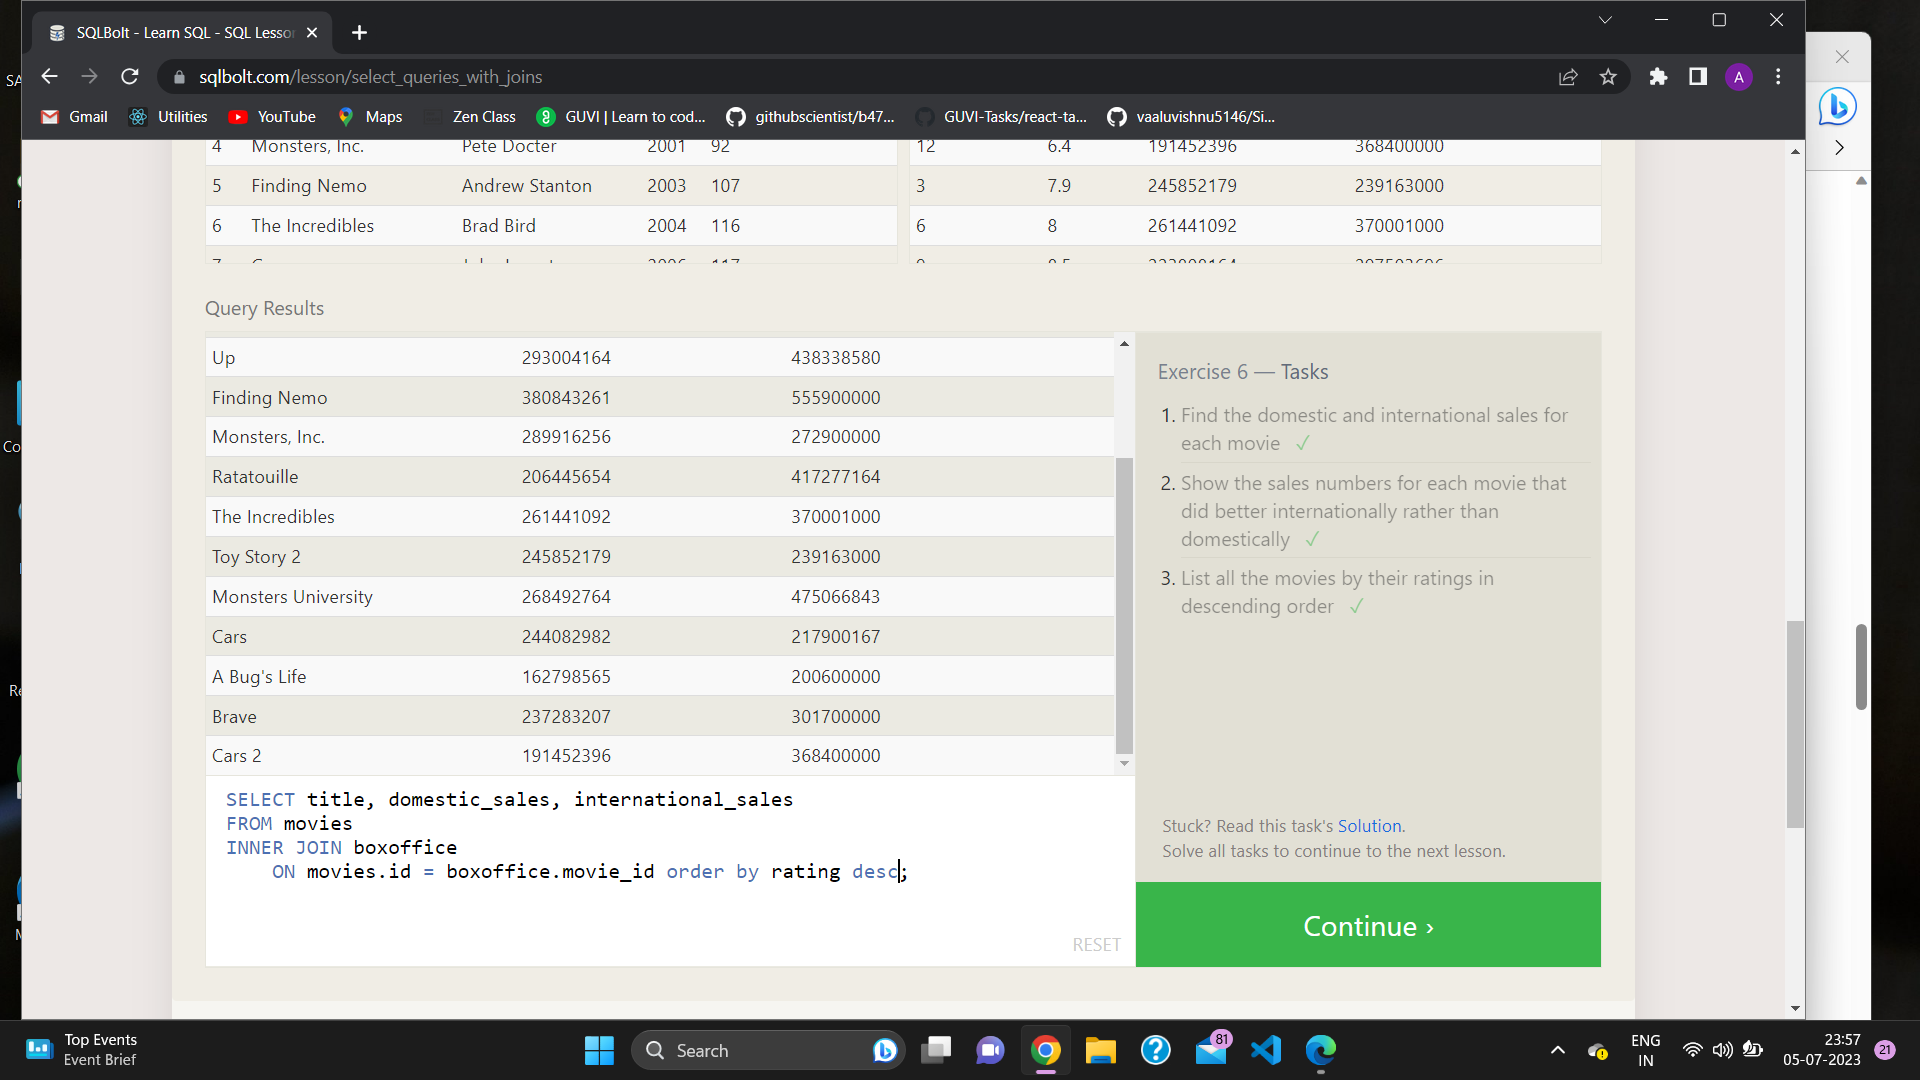 SQLBolt - Learn SQL - SQL Lesso
sqlbolt.com/lesson/select_queries_with_joins
A
Gmail
Utilities
YouTube
Maps
Zen Class
GUVI | Learn to cod...
githubscientist/b47...
GUVI-Tasks/react-ta...
vaaluvishnu5146/Si...
4 Monsters, Inc. Pete Docter 2001 92
12 6.4 191452396 368400000
5 Finding Nemo Andrew Stanton 2003 107
3 7.9 245852179 239163000
6 The Incredibles Brad Bird 2004 116
6 8 261441092 370001000
Query Results
Up 293004164 438338580
Finding Nemo 380843261 555900000
Monsters, Inc. 289916256 272900000
Ratatouille 206445654 417277164
The Incredibles 261441092 370001000
Toy Story 2 245852179 239163000
Monsters University 268492764 475066843
Cars 244082982 217900167
A Bug's Life 162798565 200600000
Brave 237283207 301700000
Cars 2 191452396 368400000
SELECT title, domestic_sales, international_sales
FROM movies
INNER JOIN boxoffice
ON movies.id = boxoffice.movie_id order by rating desc;
RESET
Exercise 6 — Tasks
1. Find the domestic and international sales for
each movie ✓
2. Show the sales numbers for each movie that
did better internationally rather than
domestically ✓
3. List all the movies by their ratings in
descending order ✓
Stuck? Read this task's Solution.
Solve all tasks to continue to the next lesson.
Continue ›
Top Events
Event Brief
Search
81
ENG
IN
23:57
05-07-2023
21